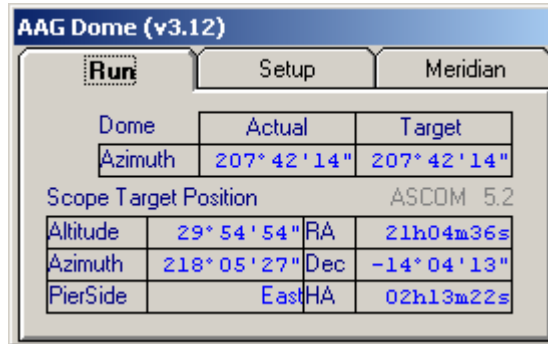 AAG Dome (v3.12)
Run Setup Meridian
Dome Actual Target
Azimuth 207°42'14" 207°42'14"
Scope Target Position ASCOM 5.2
Altitude 29°54'54" RA 21h04m36s
Azimuth 218°05'27" Dec -14°04'13"
PierSide East HA 02h13m22s